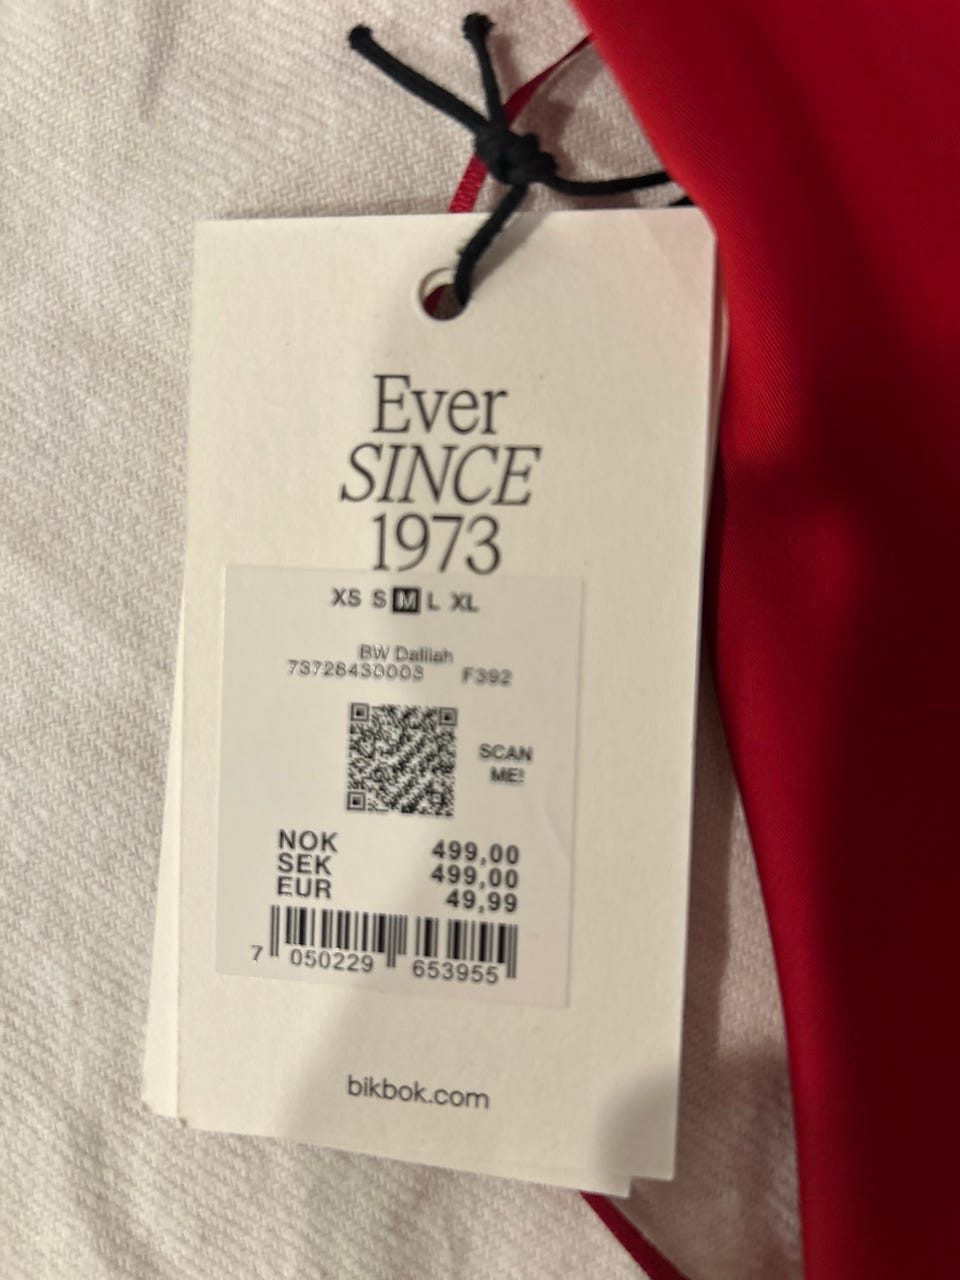 Ever
SINCE
1973
XS S M L XL
BW Dalilah
73728430003 F392
SCAN
ME!
NOK 499,00
SEK 499,00
EUR 49,99
7 050229 653955
bikbok.com